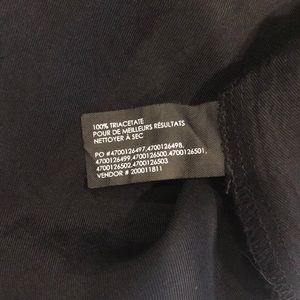 100% TRIACETATE
POUR DE MEILLEURS RÉSULTATS
NETTOYER À SEC
PO #4700126497,4700126498,
4700126499,4700126500,4700126501,
4700126502,4700126503
VENDOR # 200011811